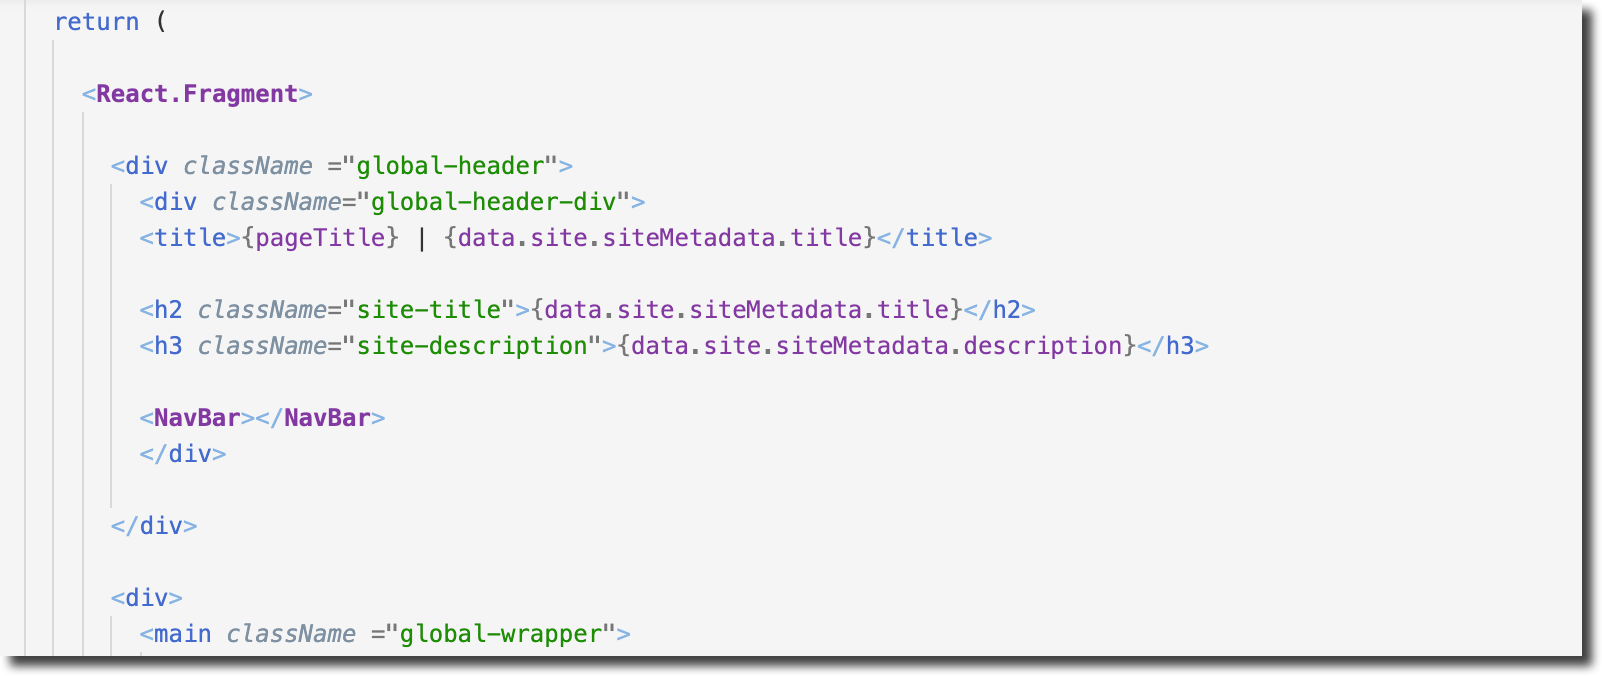 return (
<React.Fragment>
<div className ="global-header">
<div className="global-header-div">
<title>{pageTitle} | {data.site.siteMetadata.title}</title>
<h2 className="site-title">{data.site.siteMetadata.title}</h2>
<h3 className="site-description">{data.site.siteMetadata.description}</h3>
<NavBar></NavBar>
</div>
</div>
<div>
<main className ="global-wrapper">